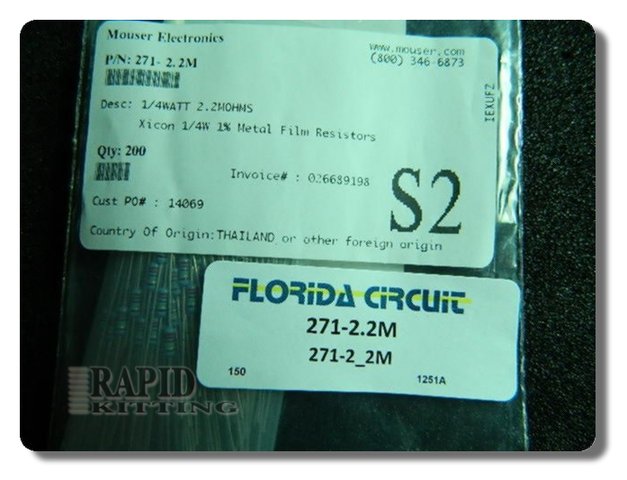 Mouser Electronics
www.mouser.com
(800) 346-6873
P/N: 271- 2.2M
Desc: 1/4WATT 2.2MOHMS
Xicon 1/4W 1% Metal Film Resistors
Qty: 200
Invoice# : 026689198
S2
Cust PO# : 14069
Country Of Origin:THAILAND or other foreign origin
IEXUFZ
FLORiDA CiRCUiT
271-2.2M
271-2_2M
150
1251A
RAPID
KITTING